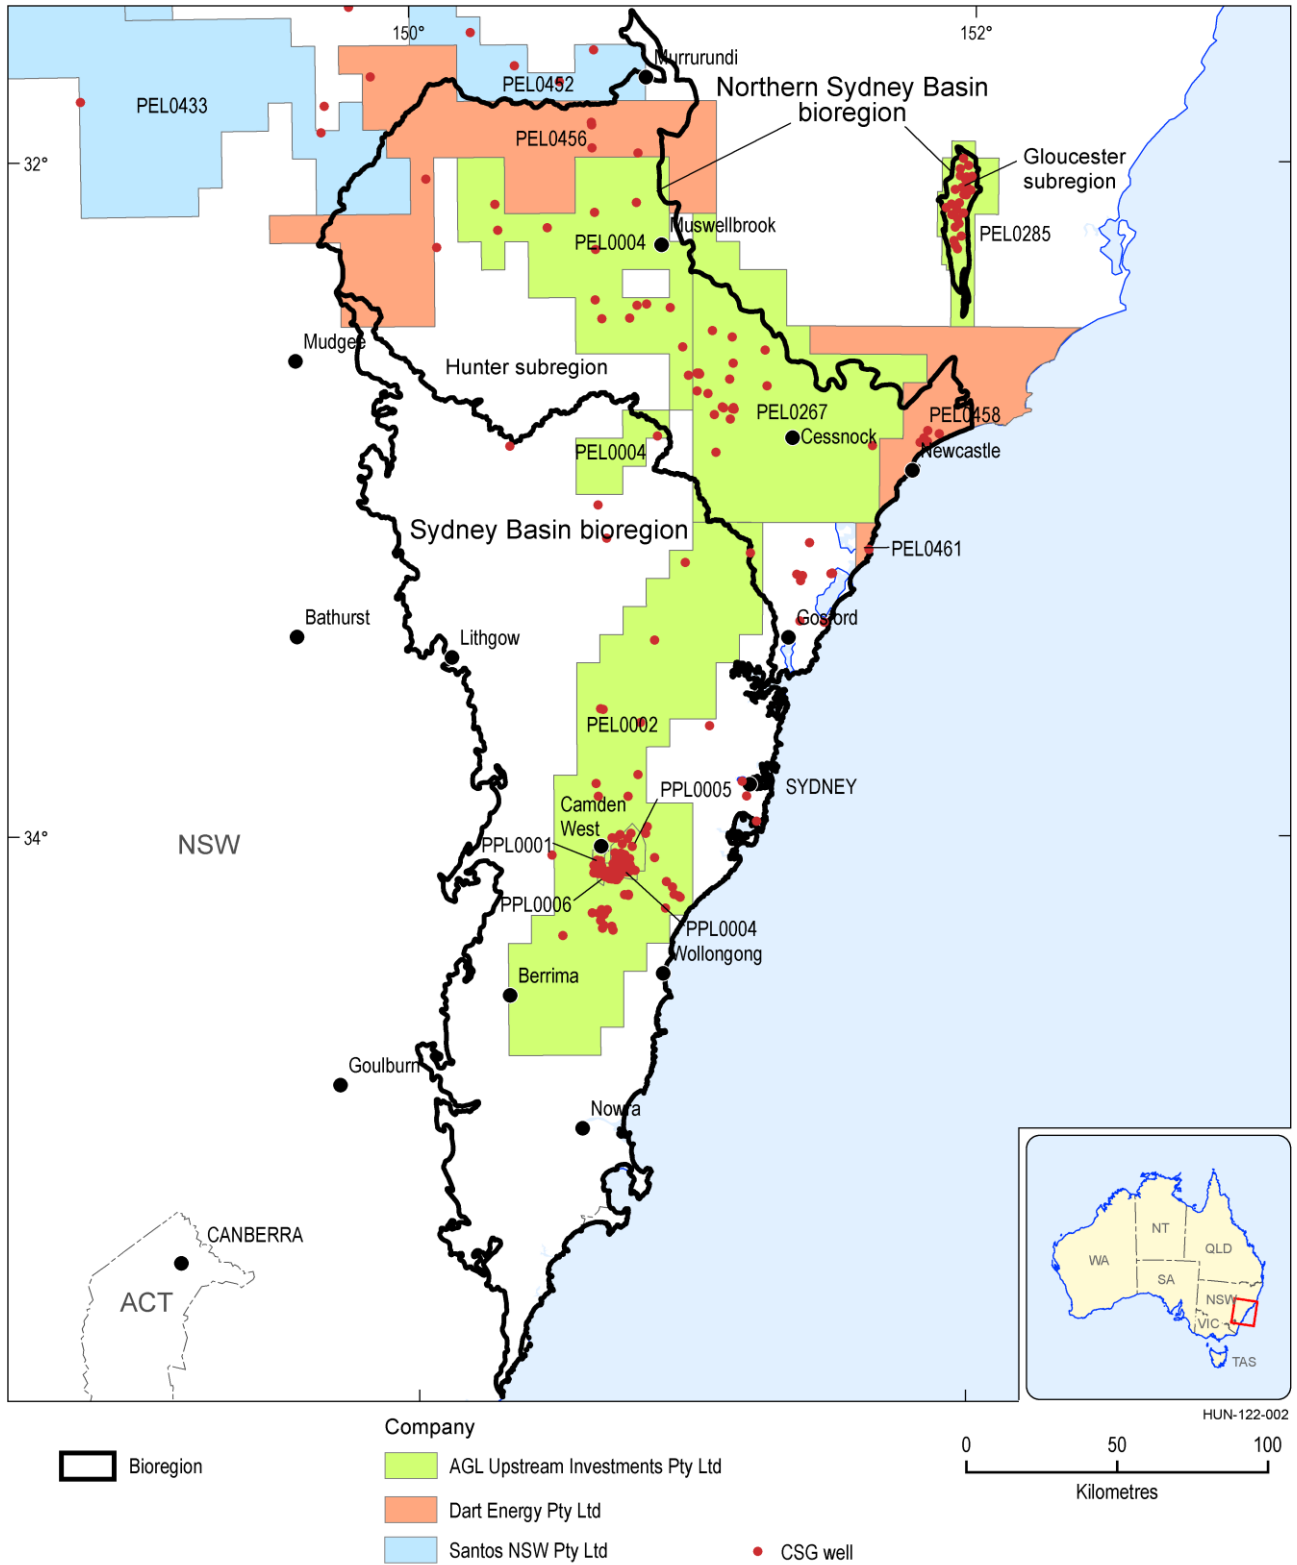 150°
152°
Murrurundi
PEL0433
PEL0452
Northern Sydney Basin
bioregion
PEL0456
32°
Gloucester
subregion
Muswellbrook
PEL0004
PEL0285
Mudgee
Hunter subregion
PEL0267
PEL0458
Cessnock
PEL0004
Newcastle
Sydney Basin bioregion
PEL0461
Bathurst
Gosford
Lithgow
PEL0002
SYDNEY
PPL0005
Camden
West
34°
NSW
PPL0001
PPL0006
PPL0004
Wollongong
Berrima
Goulburn
Nowra
CANBERRA
ACT
NT
QLD
WA
SA
NSW
VIC
TAS
HUN-122-002
Company
Bioregion
AGL Upstream Investments Pty Ltd
0 50 100
Kilometres
Dart Energy Pty Ltd
Santos NSW Pty Ltd
CSG well